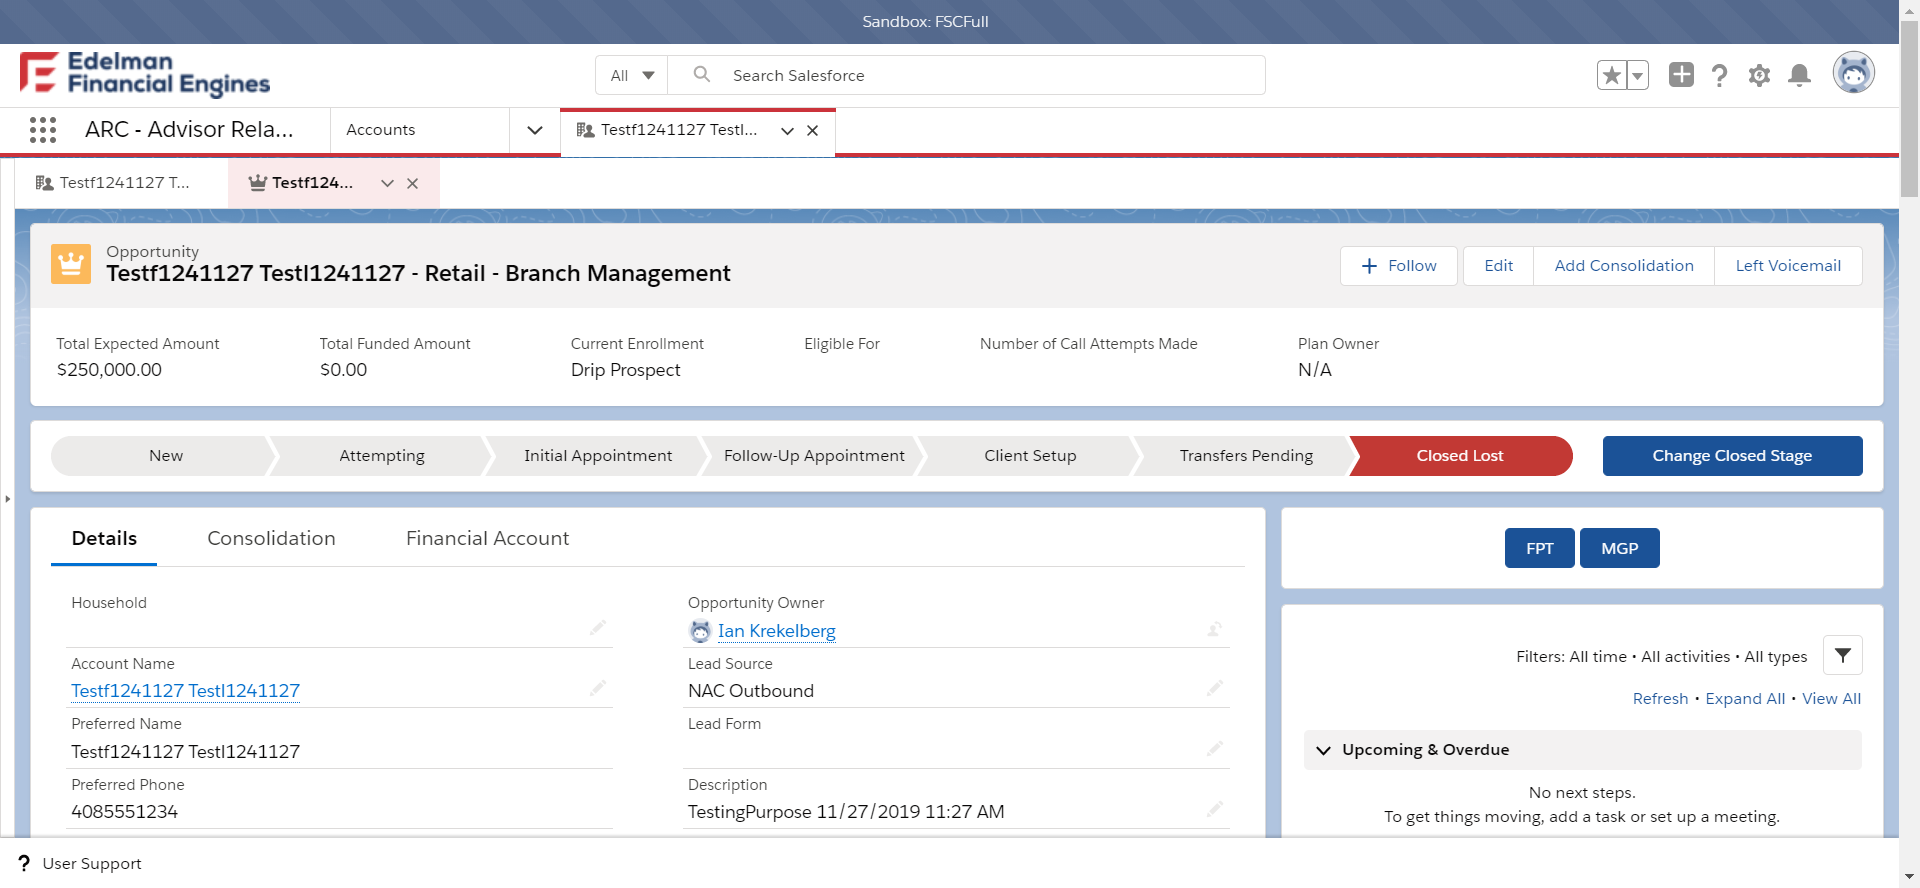 Sandbox: FSCFull
Edelman
Financial Engines
All
Search Salesforce
ARC - Advisor Rela...
Accounts
Testf1241127 Testl...
Testf1241127 T...
Testf124...
Opportunity
Testf1241127 Testl1241127 - Retail - Branch Management
Follow
Edit
Add Consolidation
Left Voicemail
Total Expected Amount
$250,000.00
Total Funded Amount
$0.00
Current Enrollment
Drip Prospect
Eligible For
Number of Call Attempts Made
Plan Owner
N/A
New
Attempting
Initial Appointment
Follow-Up Appointment
Client Setup
Transfers Pending
Closed Lost
Change Closed Stage
Details
Consolidation
Financial Account
Household
Account Name
Testf1241127 Testl1241127
Preferred Name
Testf1241127 Testl1241127
Preferred Phone
4085551234
Opportunity Owner
Ian Krekelberg
Lead Source
NAC Outbound
Lead Form
Description
TestingPurpose 11/27/2019 11:27 AM
FPT
MGP
Filters: All time • All activities • All types
Refresh • Expand All • View All
Upcoming & Overdue
No next steps.
To get things moving, add a task or set up a meeting.
? User Support